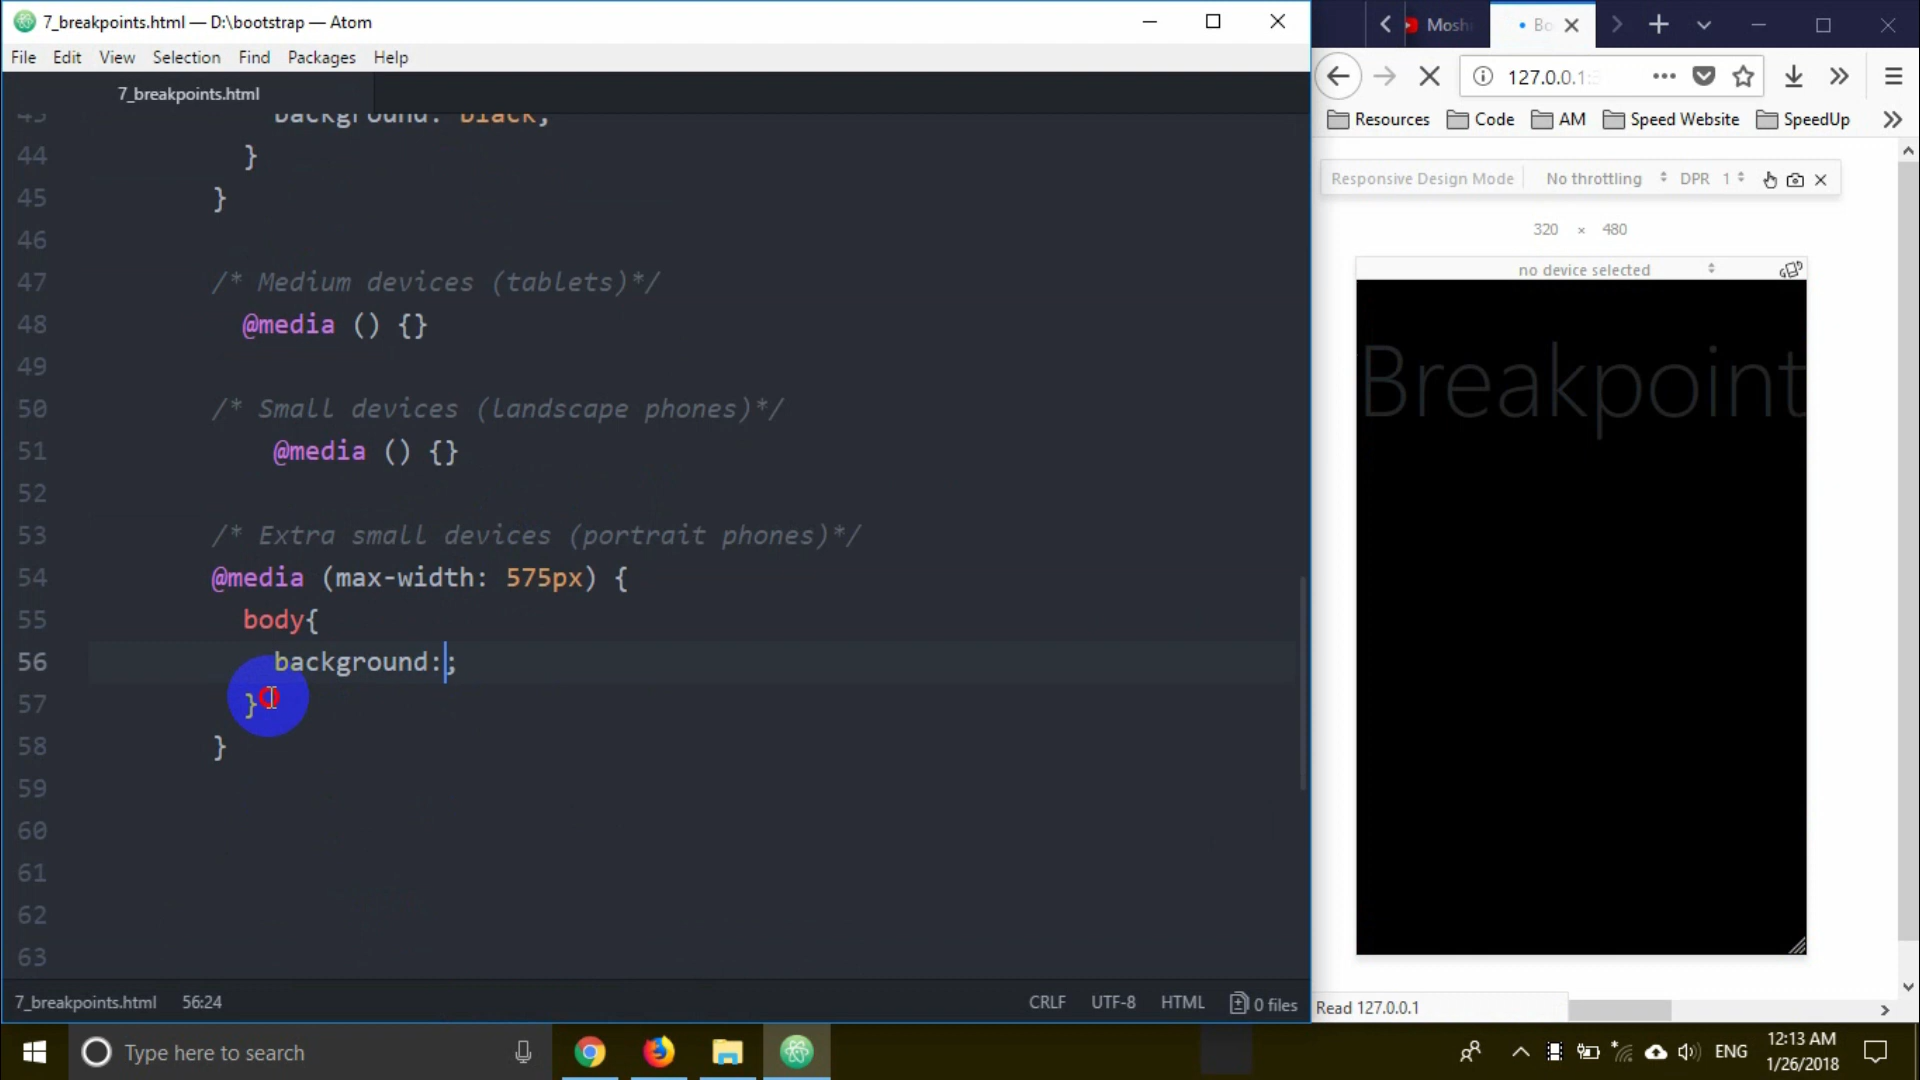 7_breakpoints.html — D:\bootstrap — Atom
File Edit View Selection Find Packages Help
7_breakpoints.html
43 background: black;
44 }
45 }
46
47 /* Medium devices (tablets)*/
48 @media () {}
49
50 /* Small devices (landscape phones)*/
51 @media () {}
52
53 /* Extra small devices (portrait phones)*/
54 @media (max-width: 575px) {
55 body{
56 background:;
57 }
58 }
59
60
61
62
63
7_breakpoints.html 56:24 CRLF UTF-8 HTML 0 files
Mosh
Bo
127.0.0.1:
Resources Code AM Speed Website SpeedUp
Responsive Design Mode No throttling DPR 1
320 × 480
no device selected
Breakpoint
Read 127.0.0.1
Type here to search
ENG
12:13 AM
1/26/2018